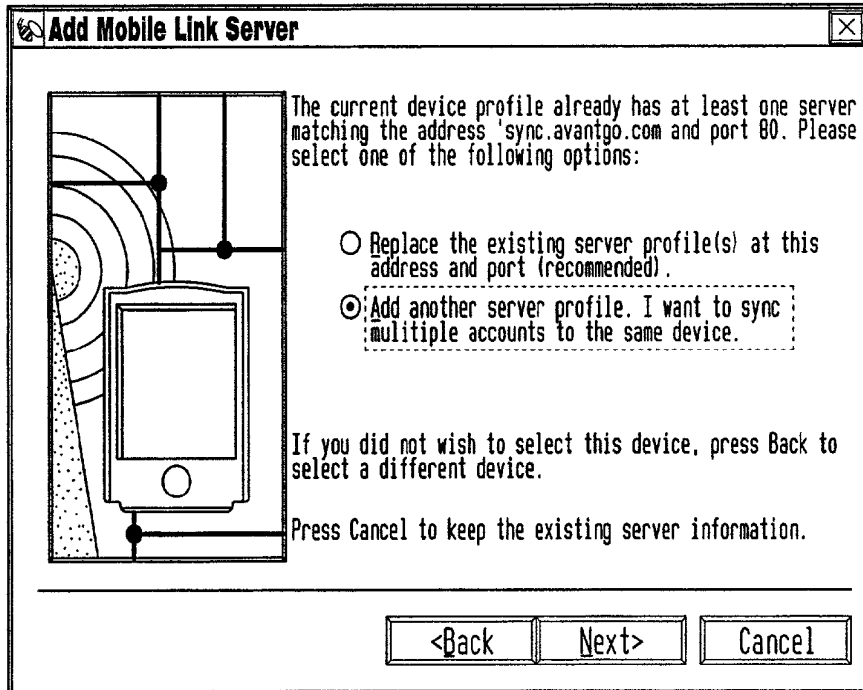 Add Mobile Link Server
The current device profile already has at least one server
matching the address 'sync.avantgo.com and port 80. Please
select one of the following options:
Replace the existing server profile(s) at this
address and port (recommended).
Add another server profile. I want to sync
mulitiple accounts to the same device.
If you did not wish to select this device, press Back to
select a different device.
Press Cancel to keep the existing server information.
<Back
Next>
Cancel